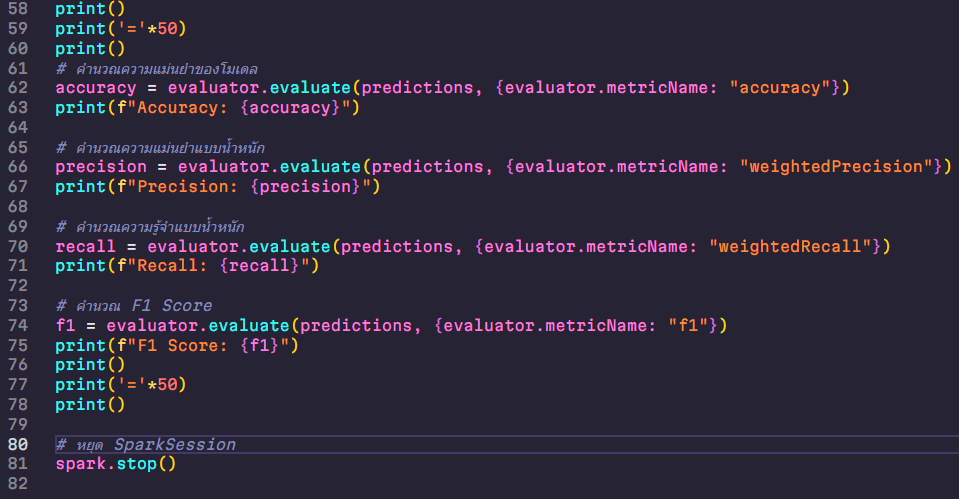 58 print()
59 print('='*50)
60 print()
61 # คำนวณความแม่นยำของโมเดล
62 accuracy = evaluator.evaluate(predictions, {evaluator.metricName: "accuracy"})
63 print(f"Accuracy: {accuracy}")
64
65 # คำนวณความแม่นยำแบบน้ำหนัก
66 precision = evaluator.evaluate(predictions, {evaluator.metricName: "weightedPrecision"})
67 print(f"Precision: {precision}")
68
69 # คำนวณความรู้จำแบบน้ำหนัก
70 recall = evaluator.evaluate(predictions, {evaluator.metricName: "weightedRecall"})
71 print(f"Recall: {recall}")
72
73 # คำนวณ F1 Score
74 f1 = evaluator.evaluate(predictions, {evaluator.metricName: "f1"})
75 print(f"F1 Score: {f1}")
76 print()
77 print('='*50)
78 print()
79
80 # หยุด SparkSession
81 spark.stop()
82